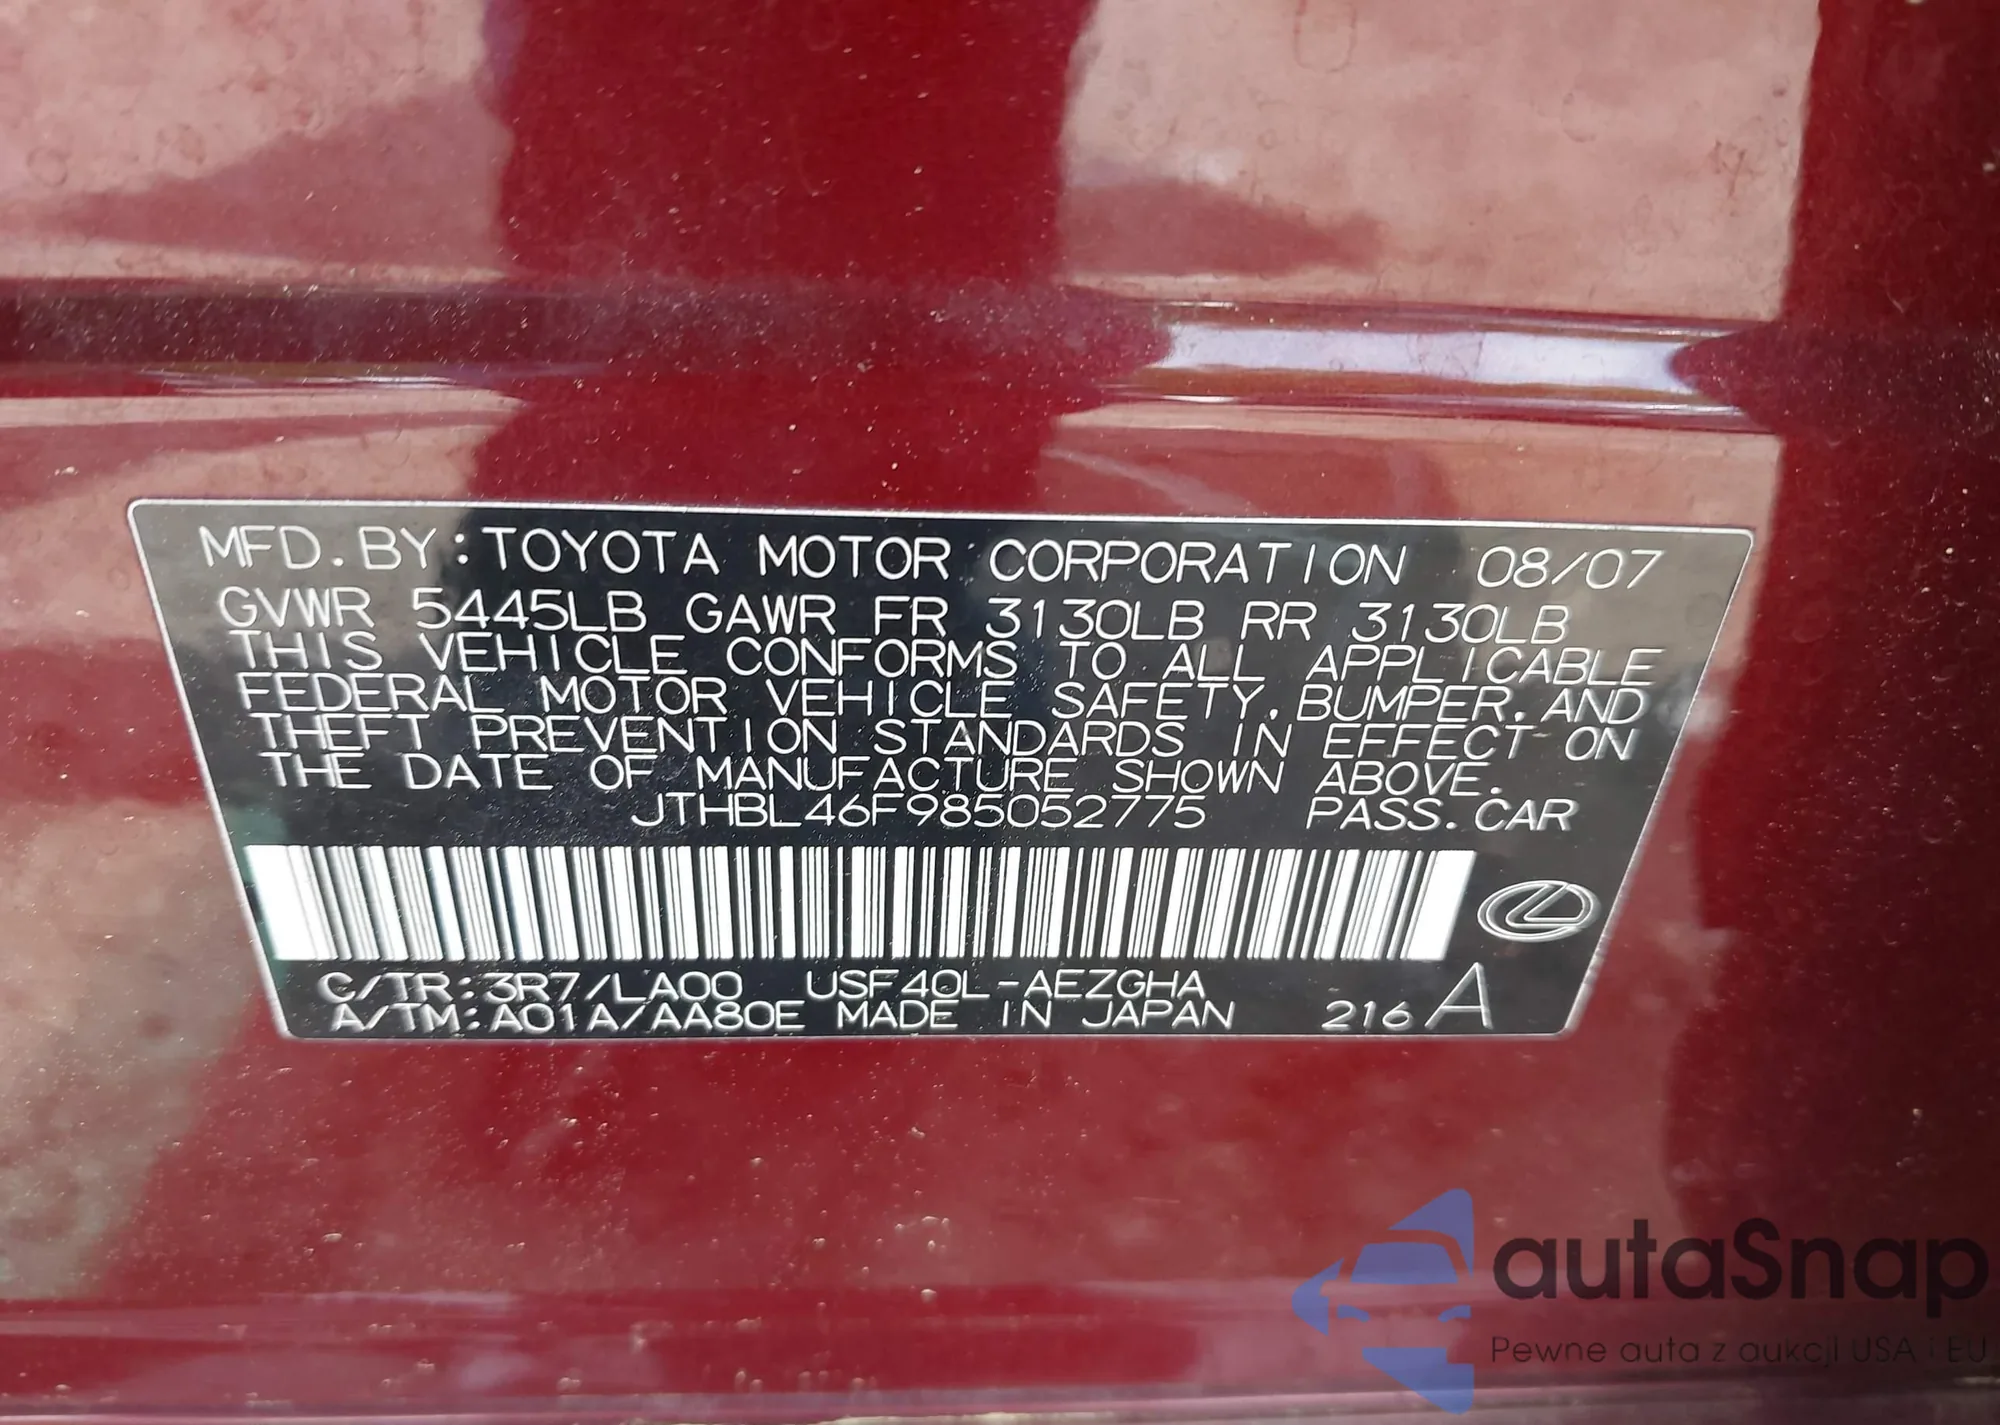 MFD.BY:TOYOTA MOTOR CORPORATION 08/07
GVWR 5445LB GAWR FR 3130LB RR 3130LB
THIS VEHICLE CONFORMS TO ALL APPLICABLE
FEDERAL MOTOR VEHICLE SAFETY,BUMPER,AND
THEFT PREVENTION STANDARDS IN EFFECT ON
THE DATE OF MANUFACTURE SHOWN ABOVE.
JTHBL46F985052775 PASS.CAR
C/TR:3R7/LA00 USF40L-AEZGHA
A/TM:A01A/AA80E MADE IN JAPAN 216 A
autaSnap
Pewne auta z aukcji USA i EU